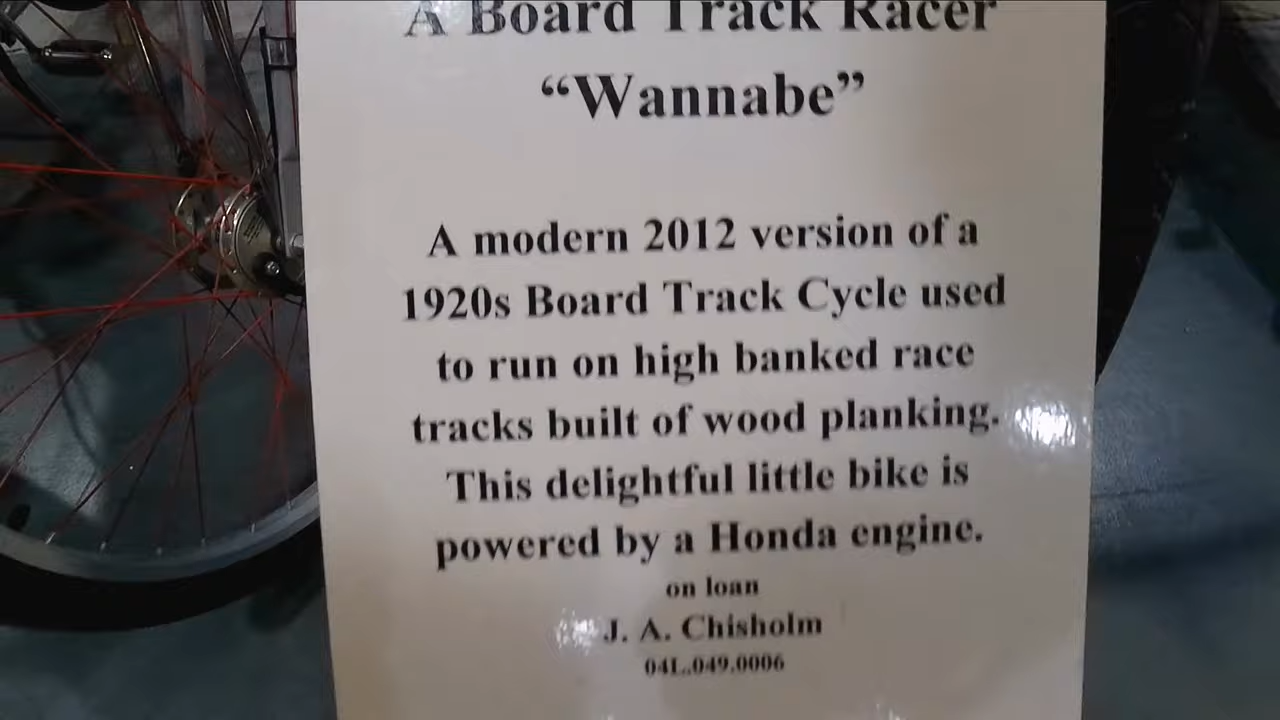 A Board Track Racer
“Wannabe”
A modern 2012 version of a
1920s Board Track Cycle used
to run on high banked race
tracks built of wood planking.
This delightful little bike is
powered by a Honda engine.
on loan
J. A. Chisholm
04L.049.0006